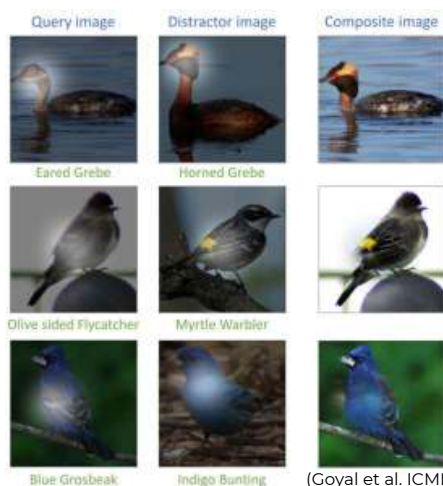 Query image Distractor image Composite image
Eared Grebe Horned Grebe
Olive sided Flycatcher Myrtle Warbler
Blue Grosbeak Indigo Bunting
(Goyal et al. ICML